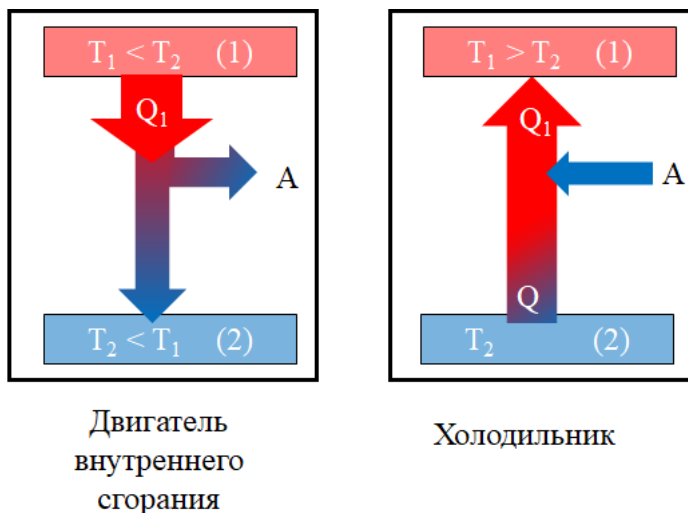 T₁ < T₂ (1)
Q₁
A
T₂ < T₁ (2)
Двигатель
внутреннего
сгорания
T₁ > T₂ (1)
Q₁
A
Q
T₂ (2)
Холодильник